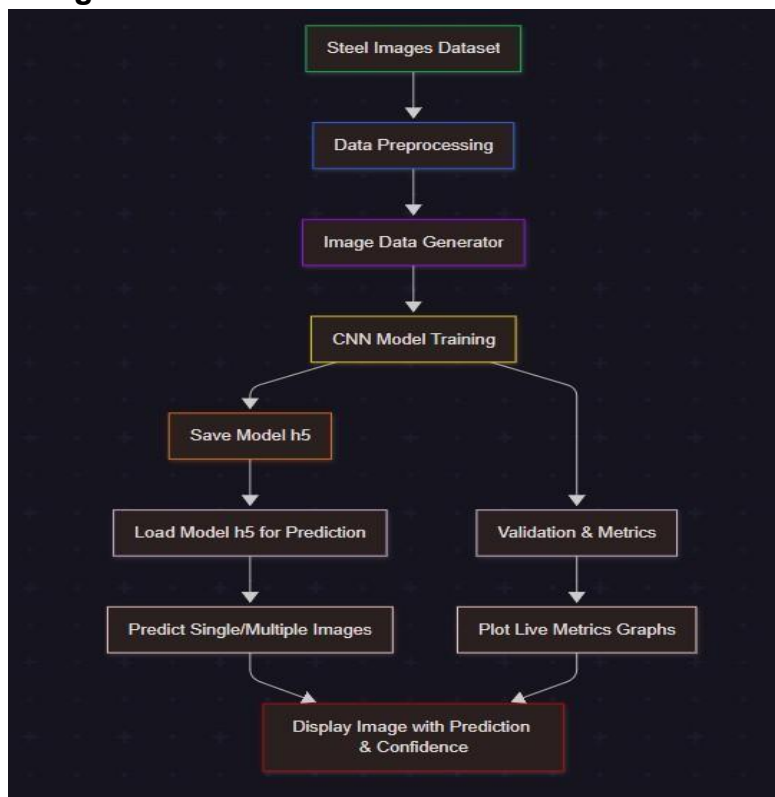 Steel Images Dataset
Data Preprocessing
Image Data Generator
CNN Model Training
Save Model h5
Load Model h5 for Prediction
Validation & Metrics
Predict Single/Multiple Images
Plot Live Metrics Graphs
Display Image with Prediction
& Confidence